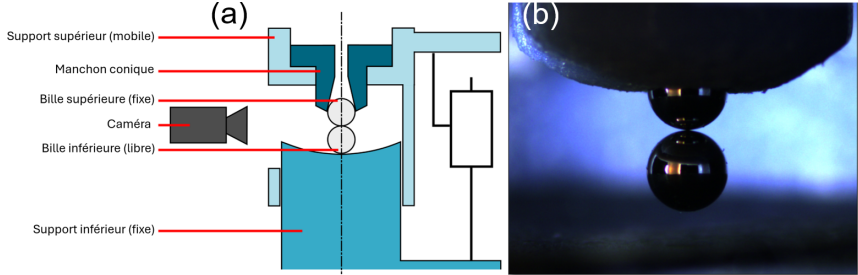 (a)
(b)
Support supérieur (mobile)
Manchon conique
Bille supérieure (fixe)
Caméra
Bille inférieure (libre)
Support inférieur (fixe)